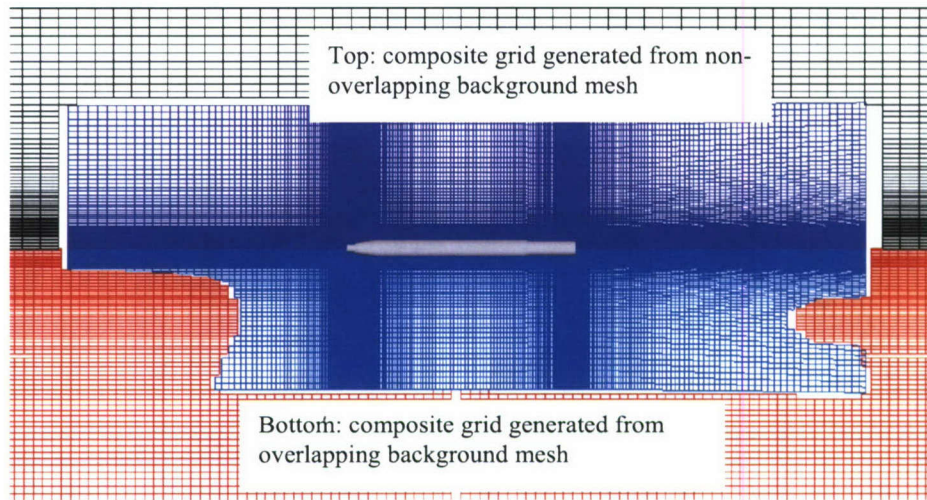 Top: composite grid generated from non-
overlapping background mesh
Bottom: composite grid generated from
overlapping background mesh